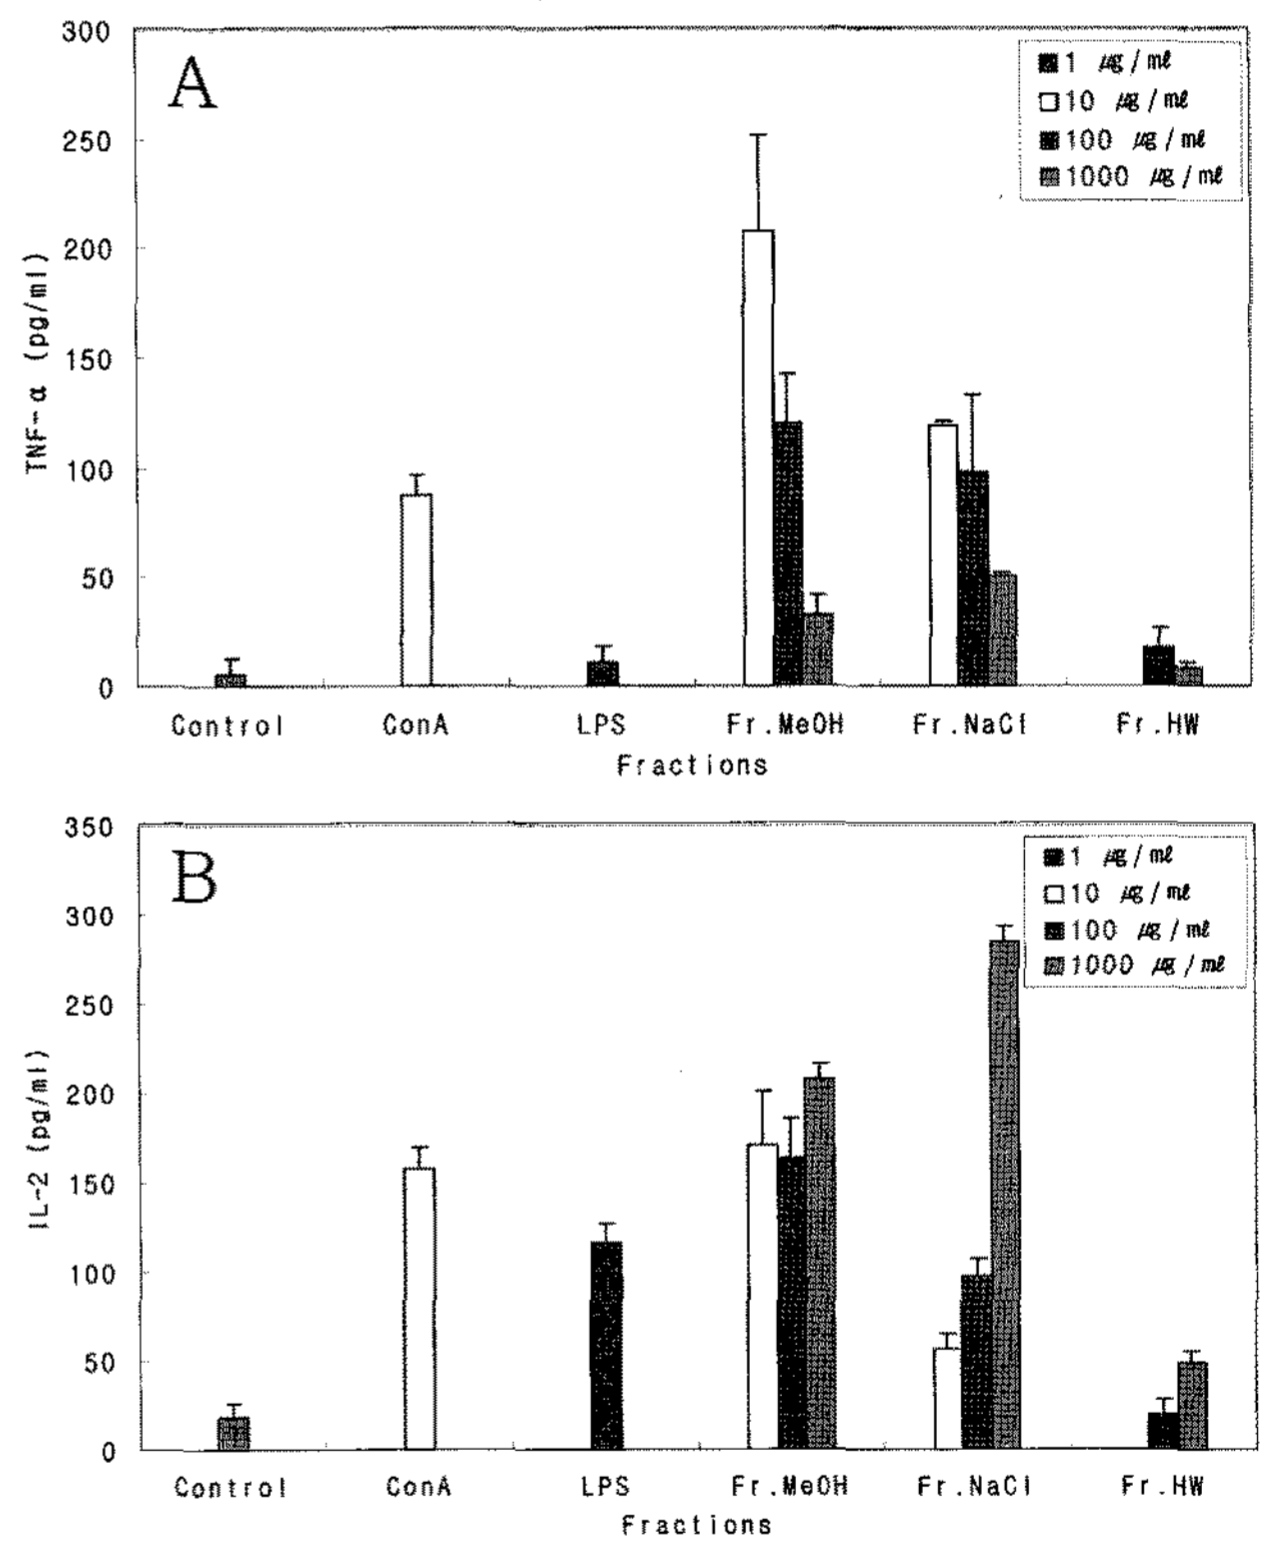 A
300
250
200
150
100
50
0
TNF-α (pg/ml)
1 ㎍/㎖
10 ㎍/㎖
100 ㎍/㎖
1000 ㎍/㎖
Control ConA LPS Fr.MeOH Fr.NaCl Fr.HW
Fractions
B
350
300
250
200
150
100
50
0
IL-2 (pg/ml)
1 ㎍/㎖
10 ㎍/㎖
100 ㎍/㎖
1000 ㎍/㎖
Control ConA LPS Fr.MeOH Fr.NaCl Fr.HW
Fractions